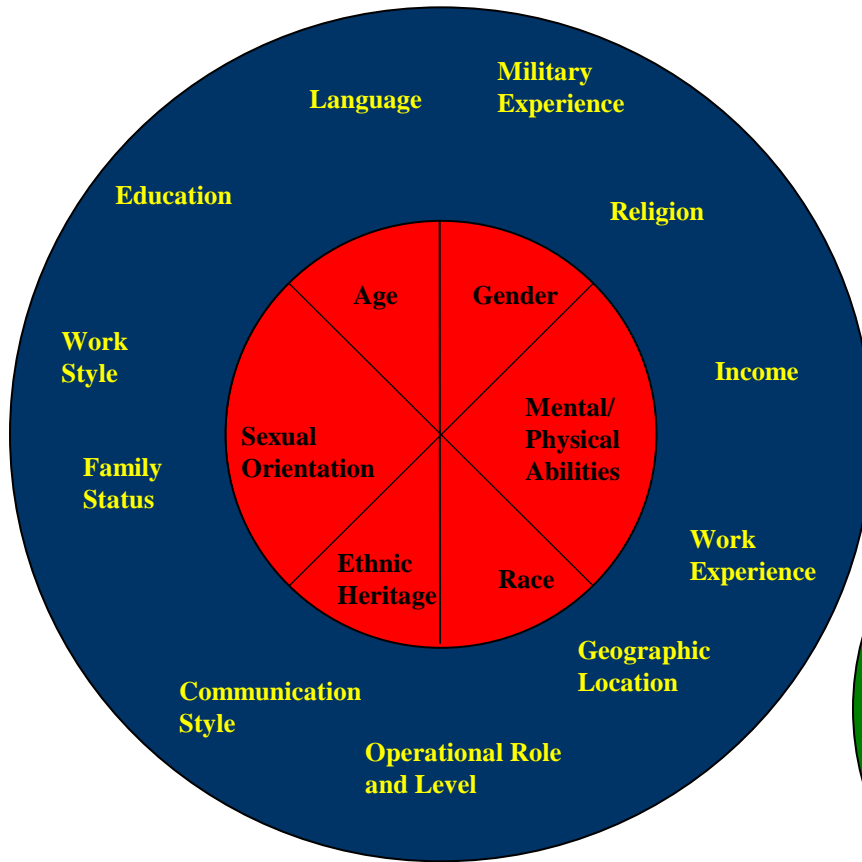 Military
Experience
Language
Education
Religion
Age
Gender
Work
Style
Income
Mental/
Physical
Abilities
Sexual
Orientation
Family
Status
Work
Experience
Ethnic
Heritage
Race
Geographic
Location
Communication
Style
Operational Role
and Level